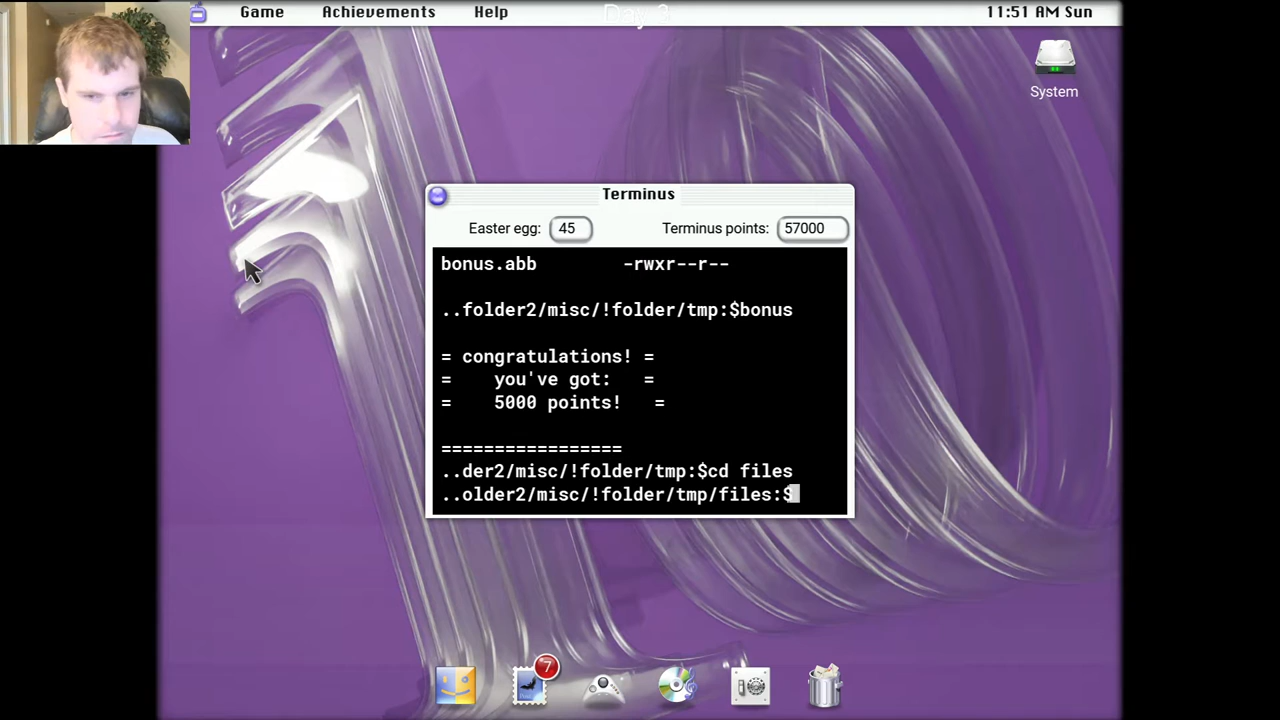 Game Achievements Help Day 3 11:51 AM Sun
System
Terminus
Easter egg: 45 Terminus points: 57000
bonus.abb -rwxr--r--
..folder2/misc/!folder/tmp:$bonus
= congratulations! =
= you've got: =
= 5000 points! =
=================
..der2/misc/!folder/tmp:$cd files
..older2/misc/!folder/tmp/files:$
7